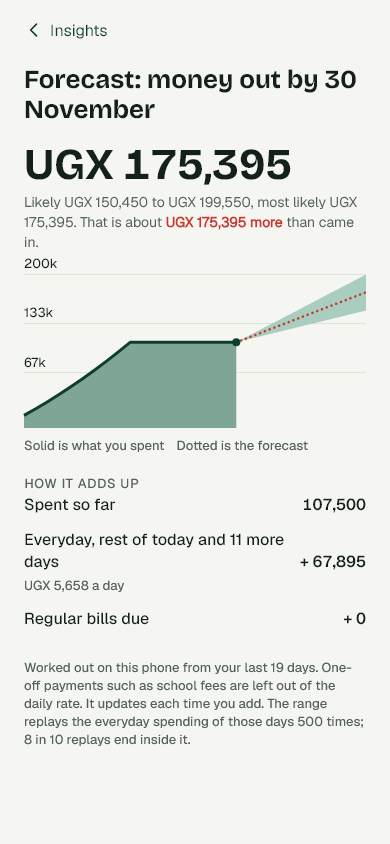 Insights
Forecast: money out by 30
November
UGX 175,395
Likely UGX 150,450 to UGX 199,550, most likely UGX
175,395. That is about UGX 175,395 more than came
in.
200k
133k
67k
Solid is what you spent Dotted is the forecast
HOW IT ADDS UP
Spent so far 107,500
Everyday, rest of today and 11 more
days + 67,895
UGX 5,658 a day
Regular bills due + 0
Worked out on this phone from your last 19 days. One-
off payments such as school fees are left out of the
daily rate. It updates each time you add. The range
replays the everyday spending of those days 500 times;
8 in 10 replays end inside it.